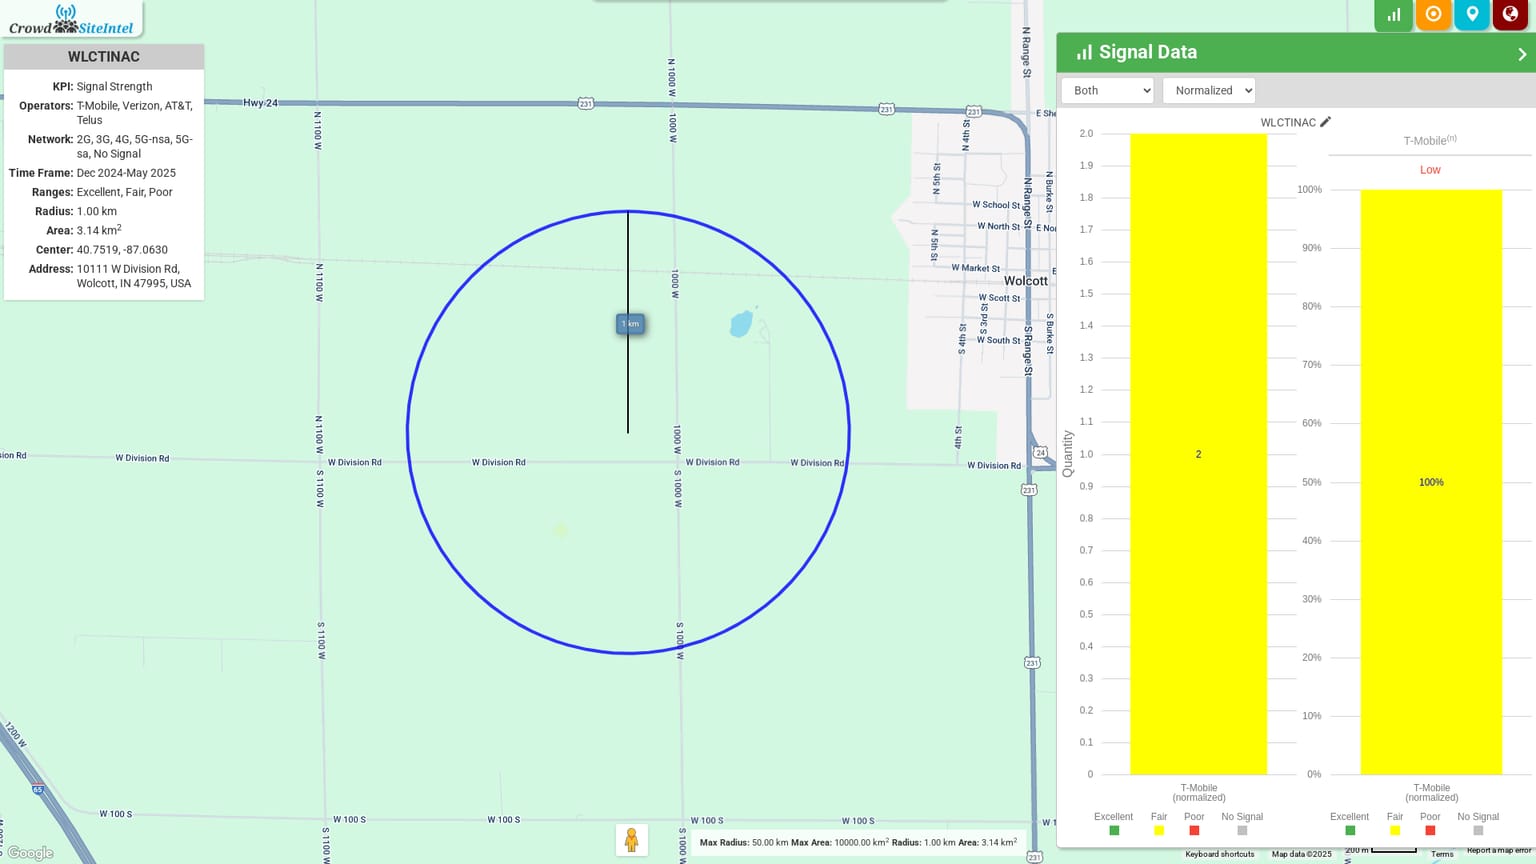 CrowdSiteIntel
WLCTINAC
KPI: Signal Strength
Operators: T-Mobile, Verizon, AT&T,
Telus
Network: 2G, 3G, 4G, 5G-nsa, 5G-
sa, No Signal
Time Frame: Dec 2024-May 2025
Ranges: Excellent, Fair, Poor
Radius: 1.00 km
Area: 3.14 km²
Center: 40.7519, -87.0630
Address: 10111 W Division Rd,
Wolcott, IN 47995, USA
Hwy 24
231
231
231
N 1000 W
1000 W
N 1100 W
N 1100 W
1000 W
N Range St
E She
N 4th St
N 5th St
N Range St
N Burke St
W School St
W North St
E Nor
N 5th St
W Market St
E
Wolcott
W Scott St
S 3rd St
S 4th St
W South St
S Range St
S Burke St
1 km
N 1100 W
1000 W
4th St
24
sion Rd
W Division Rd
W Division Rd
W Division Rd
W Division Rd
W Division Rd
W Division Rd
S 1100 W
S 1000 W
231
S 1100 W
S 1000 W
231
1200 W
65
W 100 S
W 100 S
W 100 S
W 100 S
W 100 S
W 1
1200 W
S 1100 W
S 1000 W
231
Google
Max Radius: 50.00 km Max Area: 10000.00 km² Radius: 1.00 km Area: 3.14 km²
Keyboard shortcuts
Map data ©2025
200 m
Terms
Report a map error
Signal Data
Both
Normalized
WLCTINAC
2.0
1.9
1.8
1.7
1.6
1.5
1.4
1.3
1.2
1.1
1.0
0.9
0.8
0.7
0.6
0.5
0.4
0.3
0.2
0.1
0
Quantity
2
T-Mobile
(normalized)
Excellent
Fair
Poor
No Signal
T-Mobile(n)
Low
100%
90%
80%
70%
60%
50%
40%
30%
20%
10%
0%
100%
T-Mobile
(normalized)
Excellent
Fair
Poor
No Signal